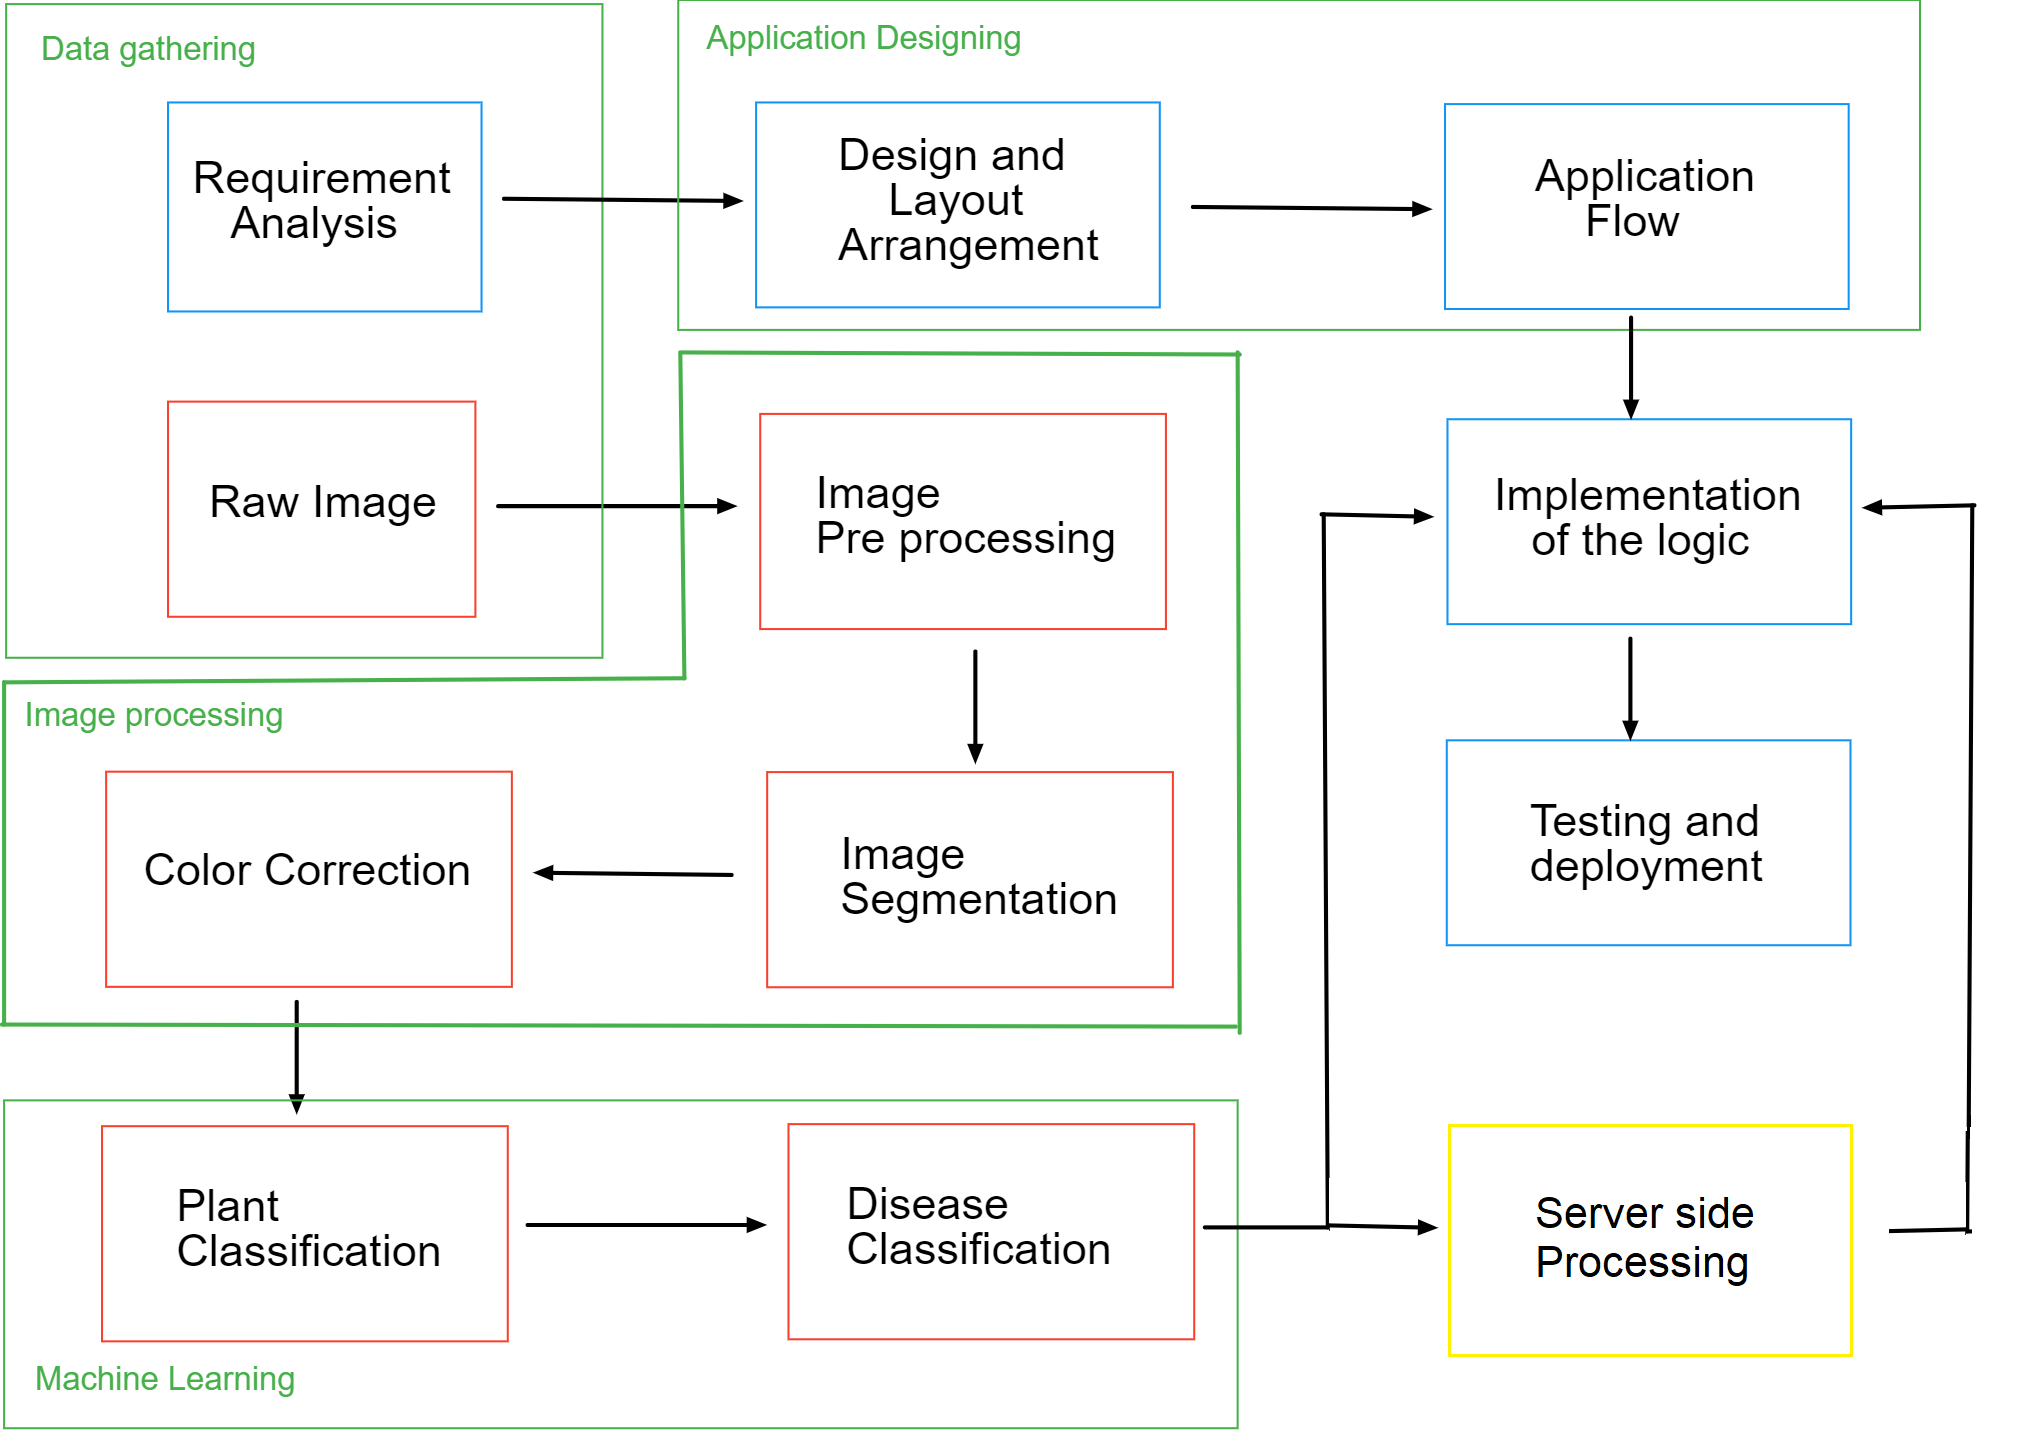 Data gathering
Application Designing
Requirement
Analysis
Design and
Layout
Arrangement
Application
Flow
Raw Image
Image
Pre processing
Implementation
of the logic
Image processing
Color Correction
Image
Segmentation
Testing and
deployment
Plant
Classification
Disease
Classification
Server side
Processing
Machine Learning